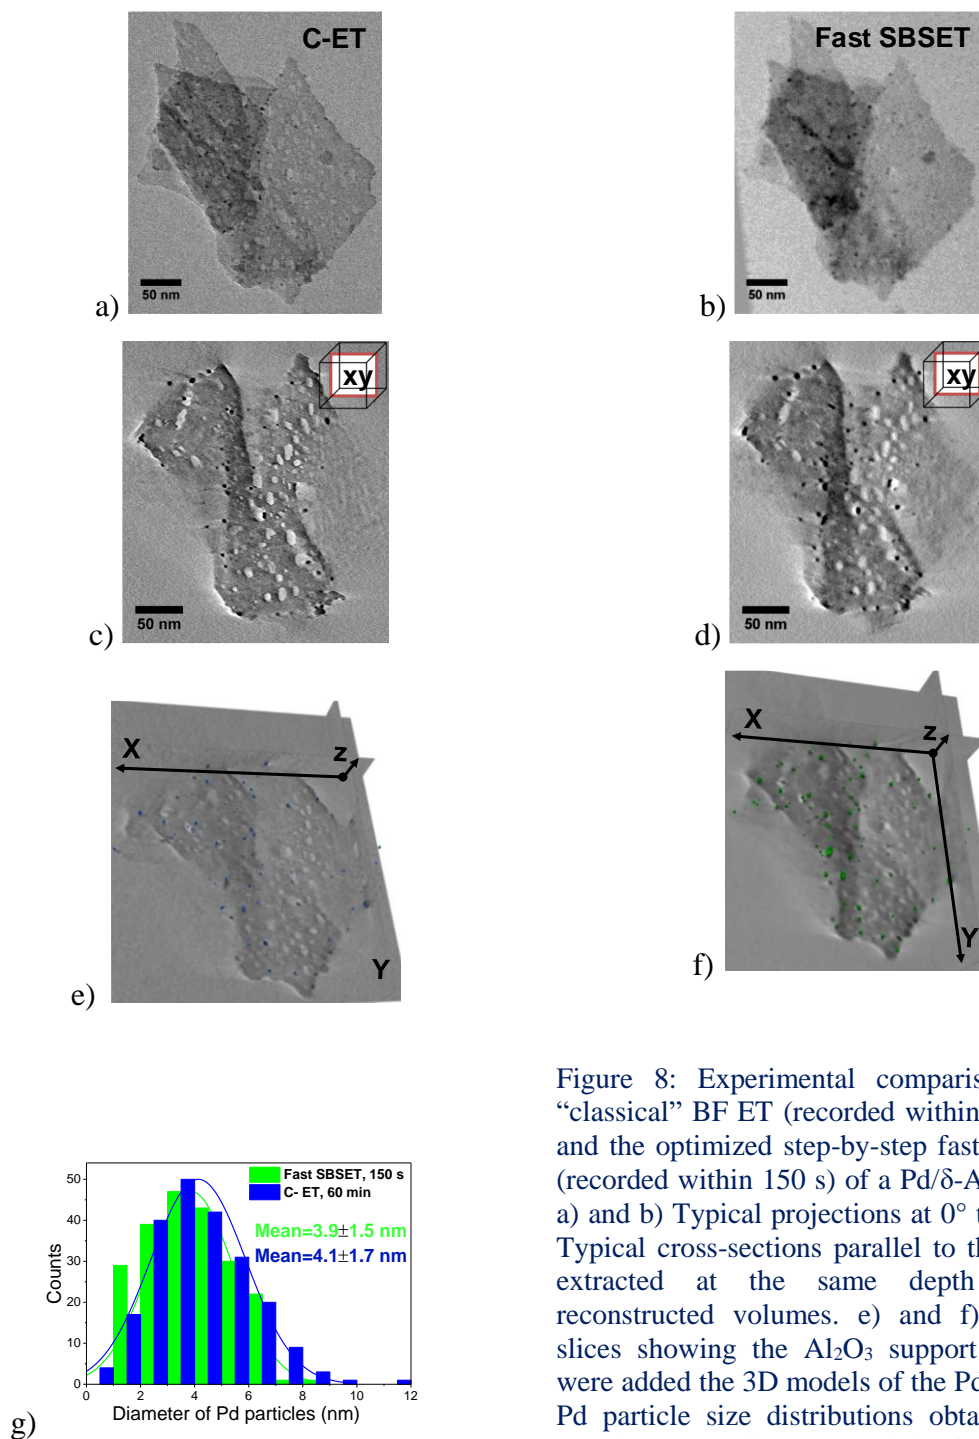 C-ET
50 nm
a)
Fast SBSET
50 nm
b)
xy
50 nm
c)
xy
50 nm
d)
X
z
Y
e)
X
z
Y
f)
50
40
30
20
10
0
Counts
Fast SBSET, 150 s
C- ET, 60 min
Mean=3.9±1.5 nm
Mean=4.1±1.7 nm
0 2 4 6 8 10 12
Diameter of Pd particles (nm)
g)
Figure 8: Experimental
“classical” BF ET (recorded within
and the optimized step-by-step fast
(recorded within 150 s) of a
a) and b) Typical projections at 0°
Typical cross-sections parallel to
extracted at the same depth
reconstructed volumes. e) and f)
slices showing the Al₂O₃ support
were added the 3D models of the
Pd particle size distributions